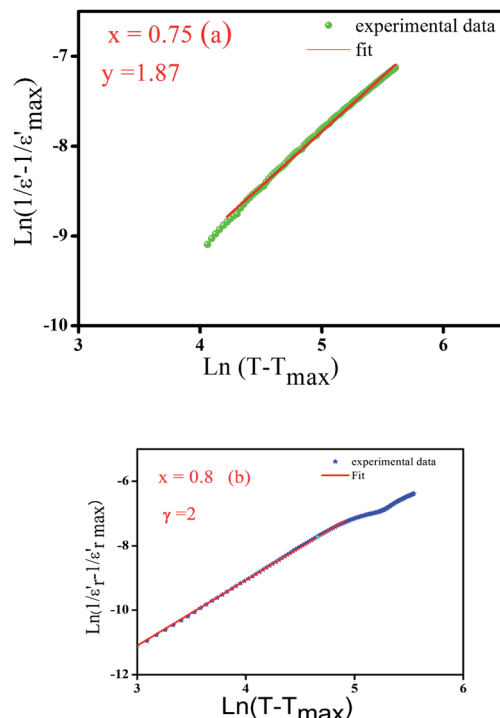 x = 0.75 (a)
y =1.87
experimental data
fit
Ln(1/ε'-1/ε'max)
-7
-8
-9
-10
3
4
5
6
Ln (T-Tmax)
x = 0.8 (b)
γ =2
experimental data
Fit
Ln(1/ε'r-1/ε'r max)
-6
-8
-10
-12
3
4
5
6
Ln(T-Tmax)